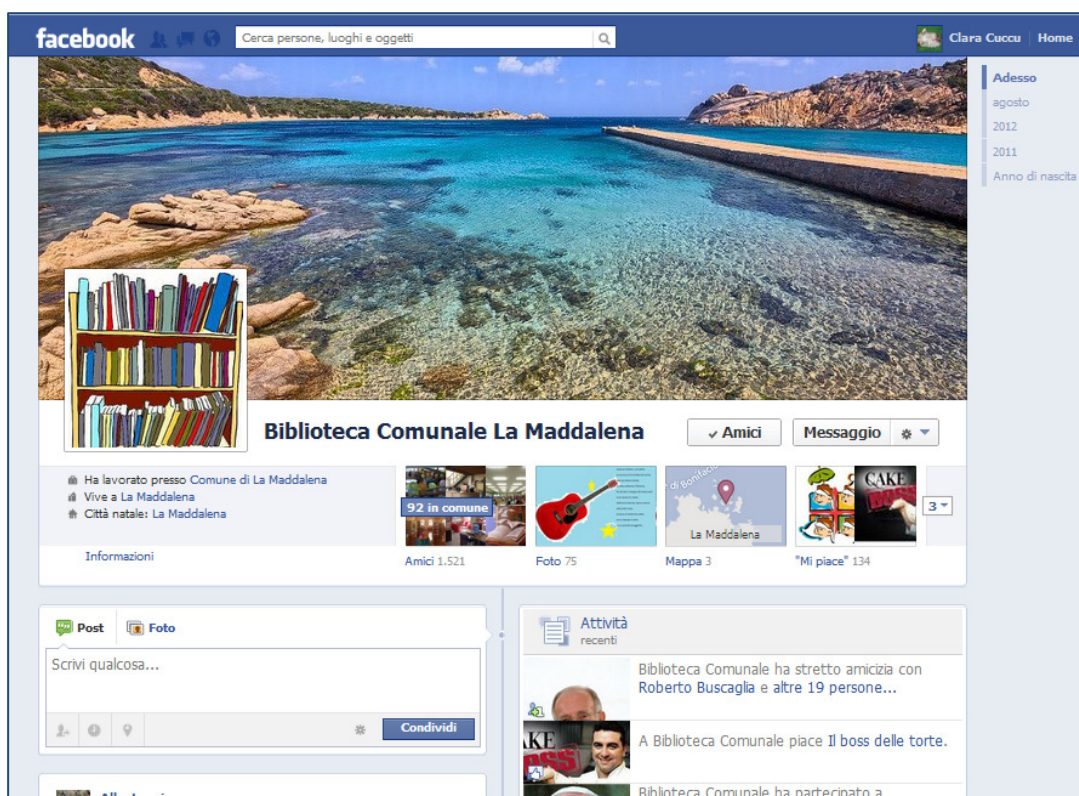 facebook
Cerca persone, luoghi e oggetti
Clara Cuccu
Home
Adesso
agosto
2012
2011
Anno di nascita
Biblioteca Comunale La Maddalena
Amici
Messaggio
Ha lavorato presso Comune di La Maddalena
Vive a La Maddalena
Città natale: La Maddalena
Informazioni
92 in comune
Amici 1.521
Foto 75
di Bonifacio
La Maddalena
Mappa 3
CAKE
BOSS
"Mi piace" 134
3
Post
Foto
Scrivi qualcosa...
Condividi
Attività
recenti
Biblioteca Comunale ha stretto amicizia con
Roberto Buscaglia e altre 19 persone...
A Biblioteca Comunale piace Il boss delle torte.
Biblioteca Comunale ha partecipato a